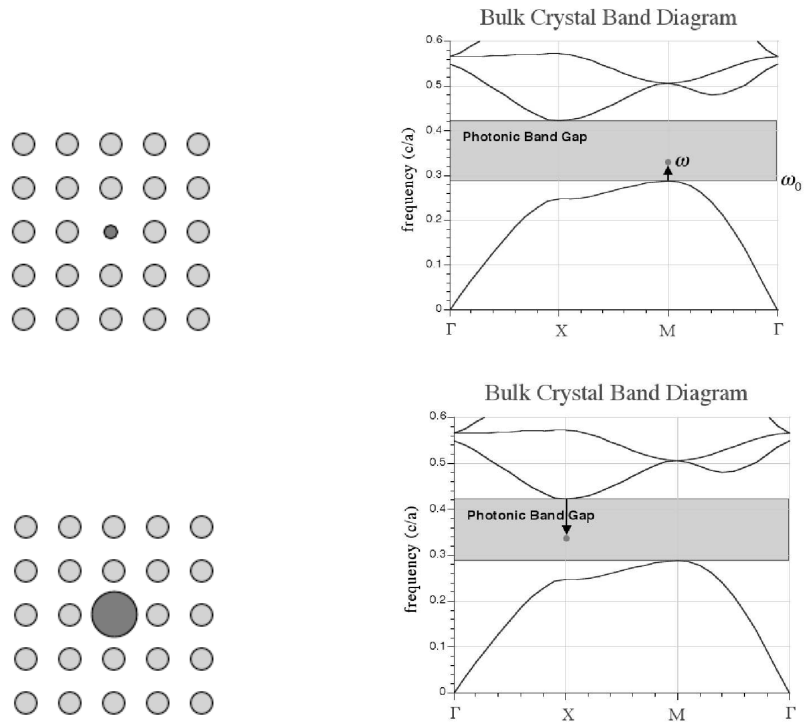 Bulk Crystal Band Diagram
0.6
0.5
0.4
Photonic Band Gap
ω
0.3
ω0
0.2
0.1
0
frequency (c/a)
Γ X M Γ
Bulk Crystal Band Diagram
0.6
0.5
0.4
Photonic Band Gap
0.3
0.2
0.1
0
frequency (c/a)
Γ X M Γ